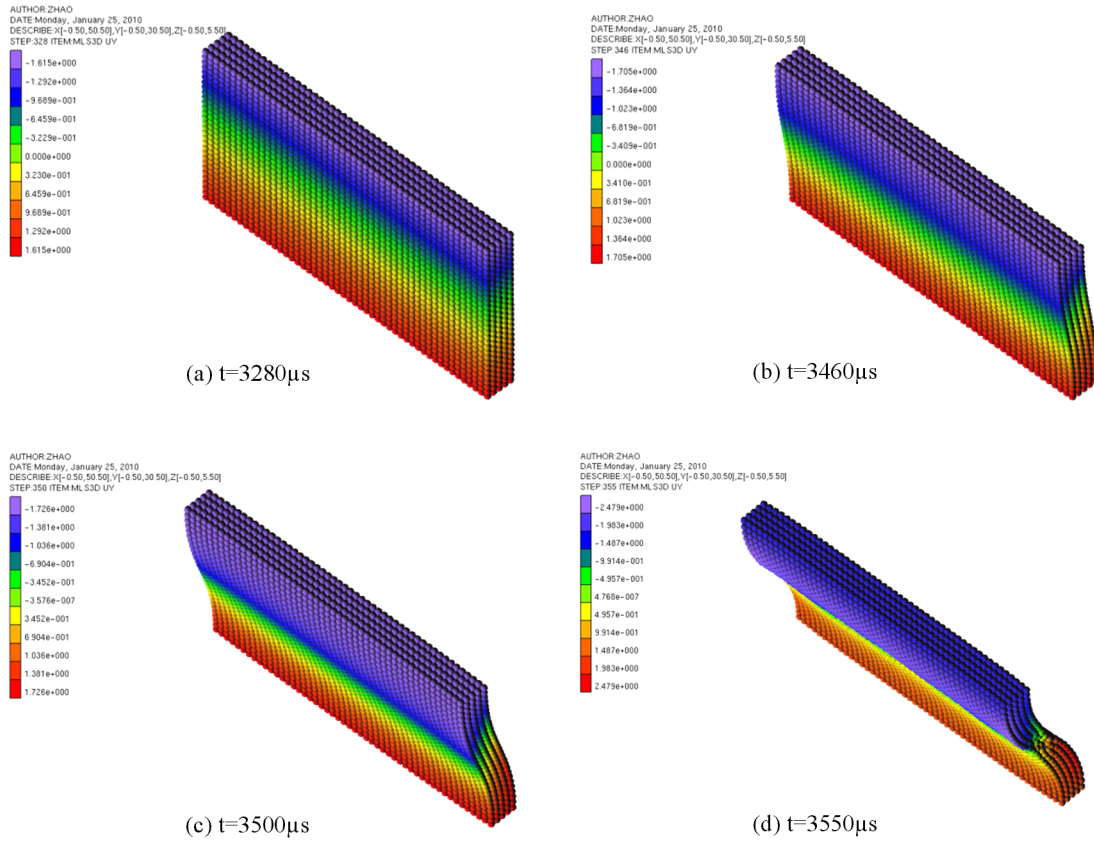 AUTHOR:ZHAO
DATE:Monday, January 25, 2010
DESCRIBE:X[-0.50,50.50],Y[-0.50,30.50],Z[-0.50,5.50]
STEP:328 ITEM:MLS3D UY
-1.615e+000
-1.292e+000
-9.689e-001
-6.459e-001
-3.229e-001
0.000e+000
3.230e-001
6.459e-001
9.689e-001
1.292e+000
1.615e+000
(a) t=3280µs
AUTHOR:ZHAO
DATE:Monday, January 25, 2010
DESCRIBE:X[-0.50,50.50],Y[-0.50,30.50],Z[-0.50,5.50]
STEP:346 ITEM:MLS3D UY
-1.705e+000
-1.364e+000
-1.023e+000
-6.819e-001
-3.409e-001
0.000e+000
3.410e-001
6.819e-001
1.023e+000
1.364e+000
1.705e+000
(b) t=3460µs
AUTHOR:ZHAO
DATE:Monday, January 25, 2010
DESCRIBE:X[-0.50,50.50],Y[-0.50,30.50],Z[-0.50,5.50]
STEP:350 ITEM:MLS3D UY
-1.726e+000
-1.381e+000
-1.036e+000
-6.904e-001
-3.452e-001
-3.576e-007
3.452e-001
6.904e-001
1.036e+000
1.381e+000
1.726e+000
(c) t=3500µs
AUTHOR:ZHAO
DATE:Monday, January 25, 2010
DESCRIBE:X[-0.50,50.50],Y[-0.50,30.50],Z[-0.50,5.50]
STEP:355 ITEM:MLS3D UY
-2.479e+000
-1.983e+000
-1.487e+000
-9.914e-001
-4.957e-001
4.768e-007
4.957e-001
9.914e-001
1.487e+000
1.983e+000
2.479e+000
(d) t=3550µs